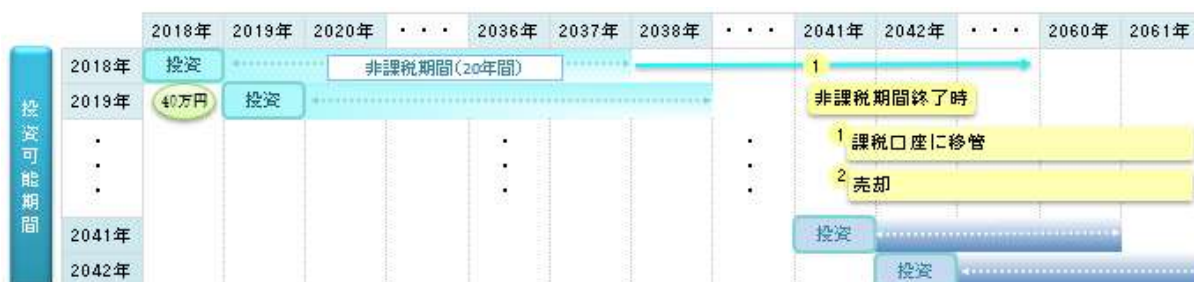 2018年 2019年 2020年 ・・・ 2036年 2037年 2038年 ・・・ 2041年 2042年 ・・・ 2060年 2061年
投資可能期間
2018年 投資 非課税期間(20年間) 1
2019年 40万円 投資 非課税期間終了時
1 課税口座に移管
2 売却
2041年 投資
2042年 投資